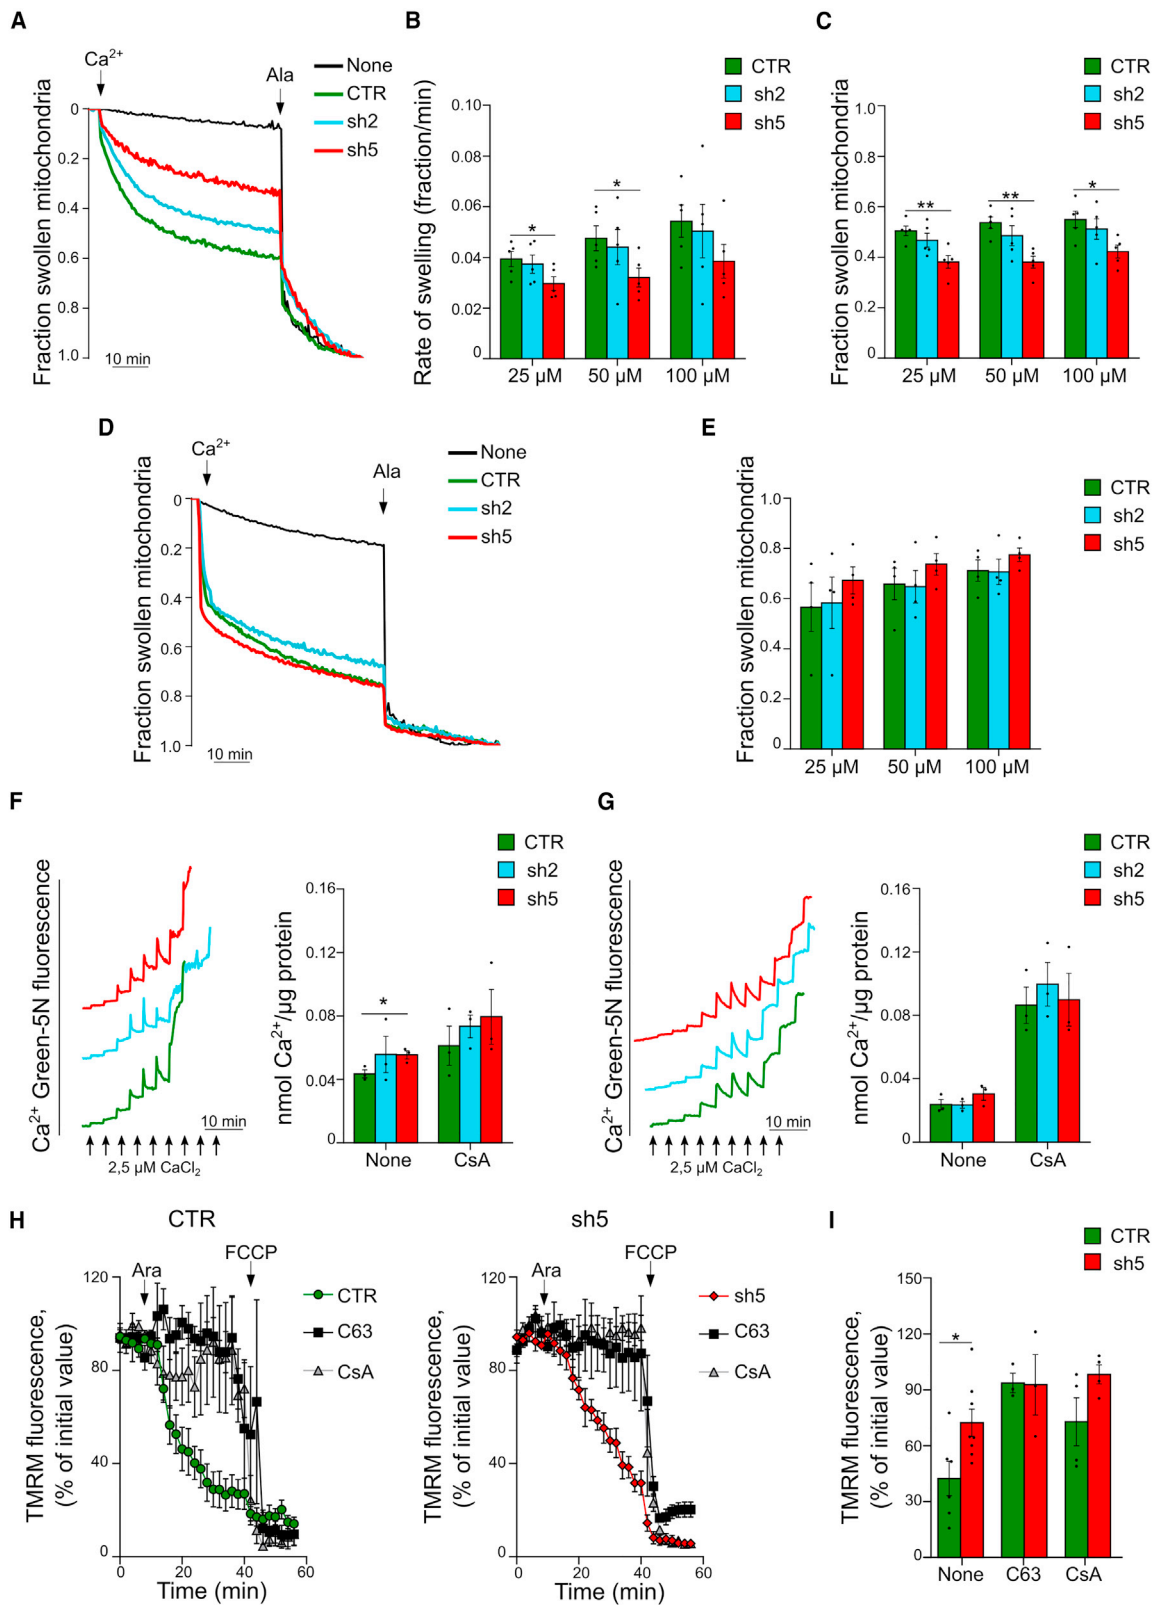 A
Ca²⁺
Ala
None
CTR
sh2
sh5
Fraction swollen mitochondria
0
0.2
0.4
0.6
0.8
1.0
10 min
B
CTR
sh2
sh5
Rate of swelling (fraction/min)
0.10
0.08
0.06
0.04
0.02
0
*
*
25 µM
50 µM
100 µM
C
CTR
sh2
sh5
Fraction swollen mitochondria
1.0
0.8
0.6
0.4
0.2
0
**
**
*
25 µM
50 µM
100 µM
D
Ca²⁺
Ala
None
CTR
sh2
sh5
Fraction swollen mitochondria
0
0.2
0.4
0.6
0.8
1.0
10 min
E
CTR
sh2
sh5
Fraction swollen mitochondria
1.0
0.8
0.6
0.4
0.2
0
25 µM
50 µM
100 µM
F
Ca²⁺ Green-5N fluorescence
10 min
2,5 µM CaCl₂
CTR
sh2
sh5
nmol Ca²⁺/µg protein
0.16
0.12
0.08
0.04
0
*
None
CsA
G
Ca²⁺ Green-5N fluorescence
10 min
2,5 µM CaCl₂
CTR
sh2
sh5
nmol Ca²⁺/µg protein
0.16
0.12
0.08
0.04
0
None
CsA
H
CTR
Ara
FCCP
CTR
C63
CsA
TMRM fluorescence,
(% of initial value)
120
80
40
0
0
20
40
60
Time (min)
sh5
Ara
FCCP
sh5
C63
CsA
TMRM fluorescence,
(% of initial value)
120
80
40
0
0
20
40
60
Time (min)
I
CTR
sh5
TMRM fluorescence,
(% of initial value)
150
120
90
60
30
0
*
None
C63
CsA